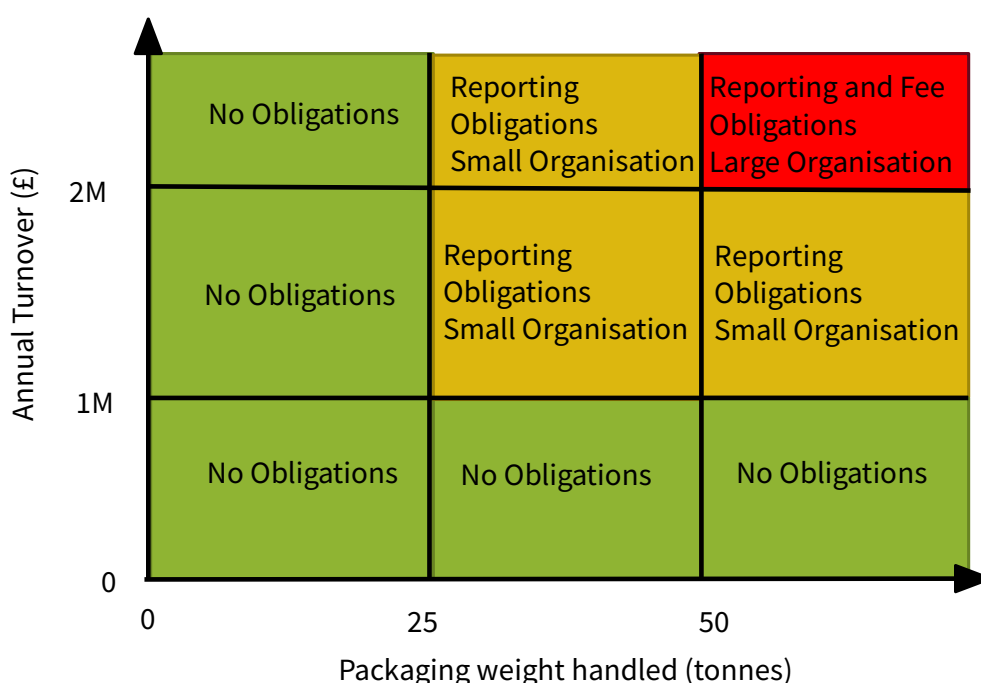 No Obligations
Reporting
Obligations
Small Organisation
Reporting and Fee
Obligations
Large Organisation
2M
No Obligations
Reporting
Obligations
Small Organisation
Reporting
Obligations
Small Organisation
Annual Turnover (£)
1M
No Obligations
No Obligations
No Obligations
0
0
25
50
Packaging weight handled (tonnes)